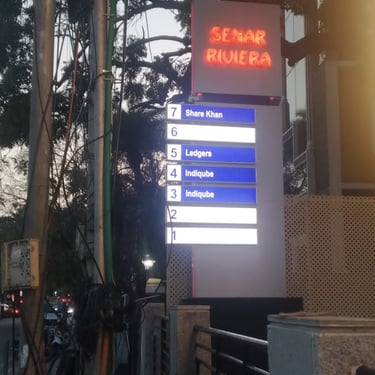 SENAR
RIVIERA
7 Share Khan
6
5 Ledgers
4 Indiqube
3 Indiqube
2
1